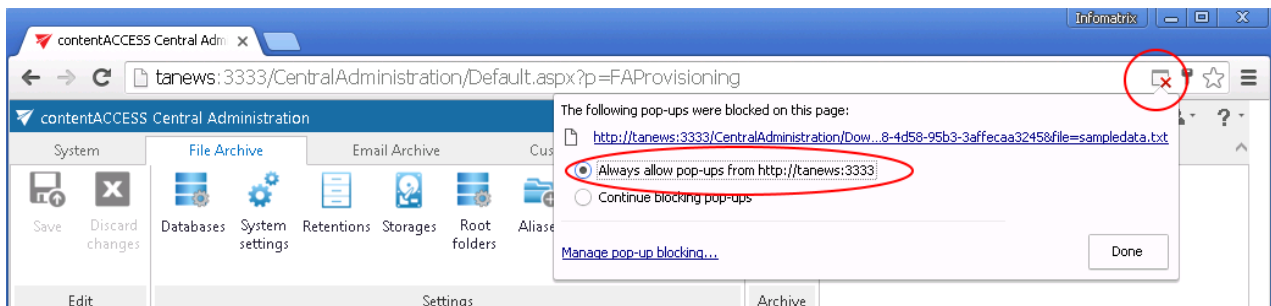 Infomatrix
contentACCESS Central Adm
tanews:3333/CentralAdministration/Default.aspx?p=FAProvisioning
contentACCESS Central Administration
?
System File Archive Email Archive Cus
Save Discard changes Databases System settings Retentions Storages Root folders Aliase
Edit Settings Archive
The following pop-ups were blocked on this page:
http://tanews:3333/CentralAdministration/Dow...8-4d58-95b3-3affecaa3245&file=sampledata.txt
Always allow pop-ups from http://tanews:3333
Continue blocking pop-ups
Manage pop-up blocking...
Done